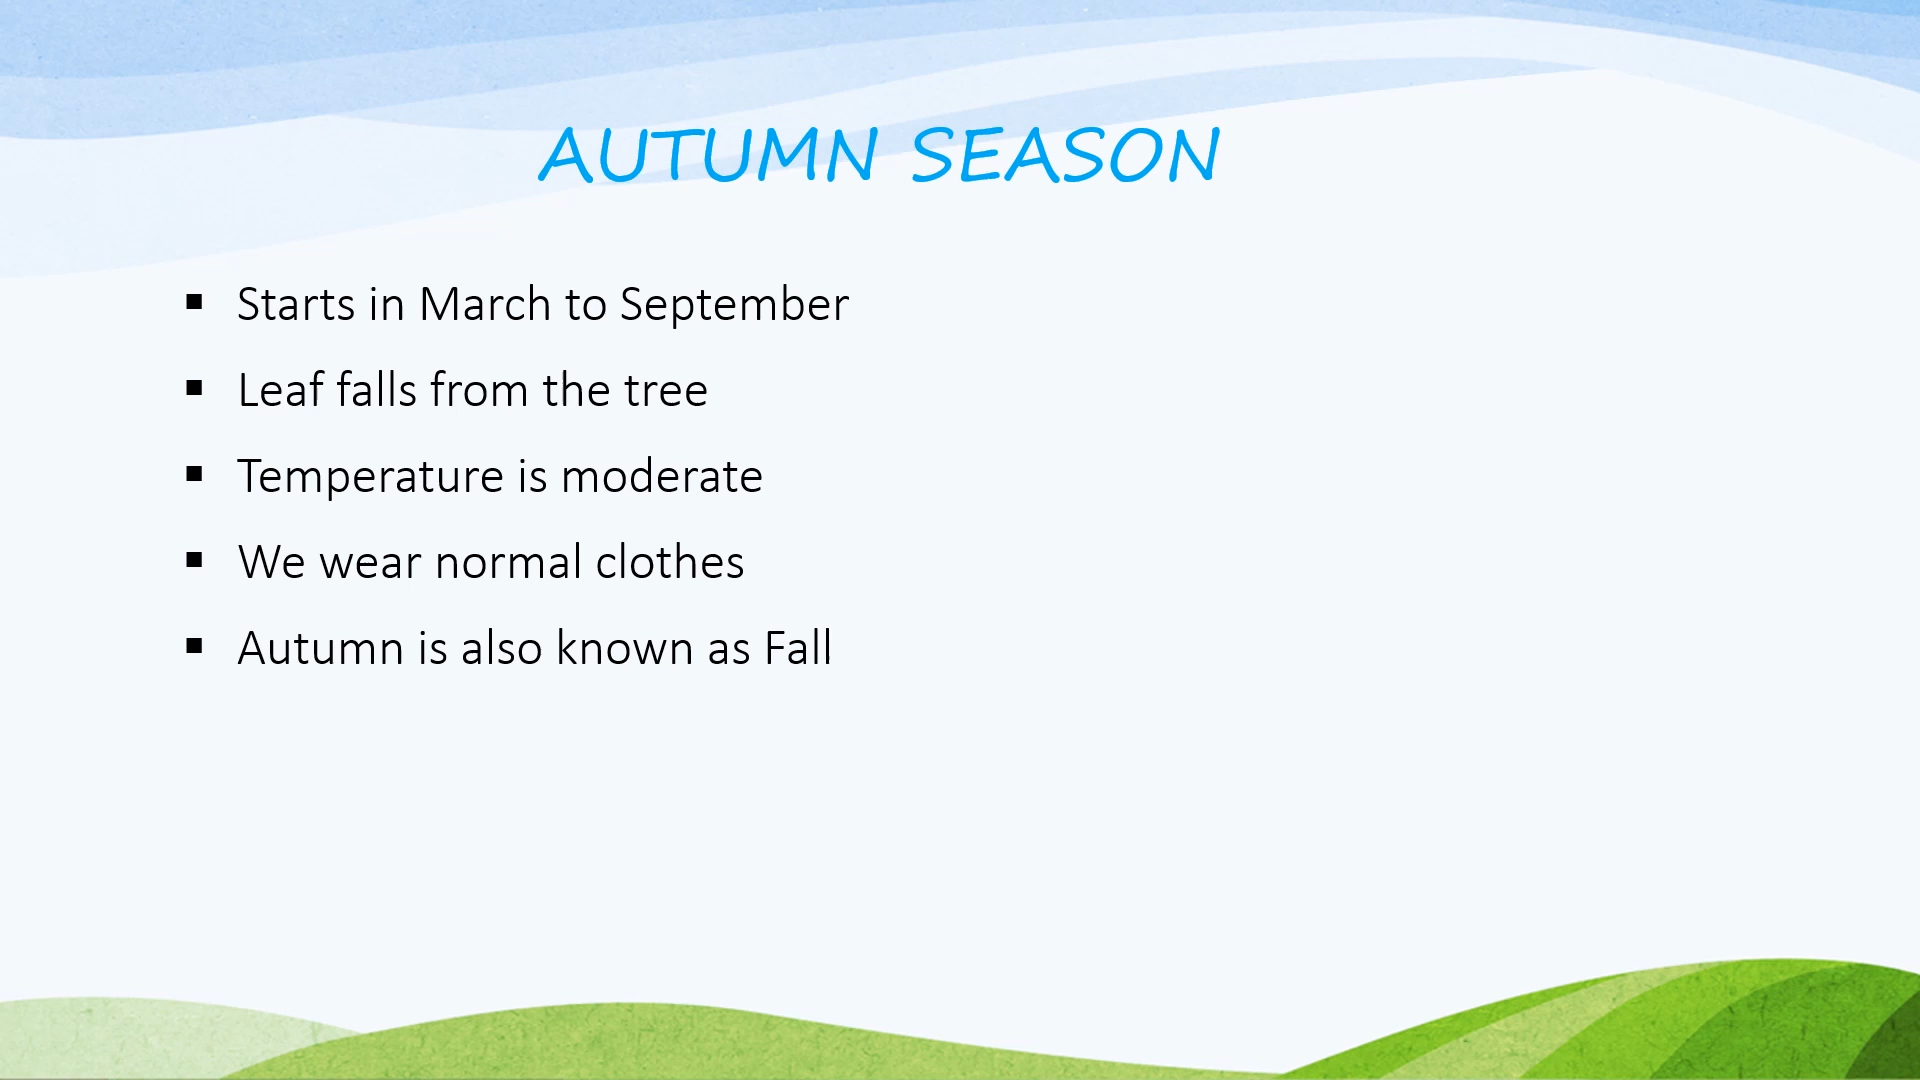 AUTUMN SEASON
▪ Starts in March to September
▪ Leaf falls from the tree
▪ Temperature is moderate
▪ We wear normal clothes
▪ Autumn is also known as Fall